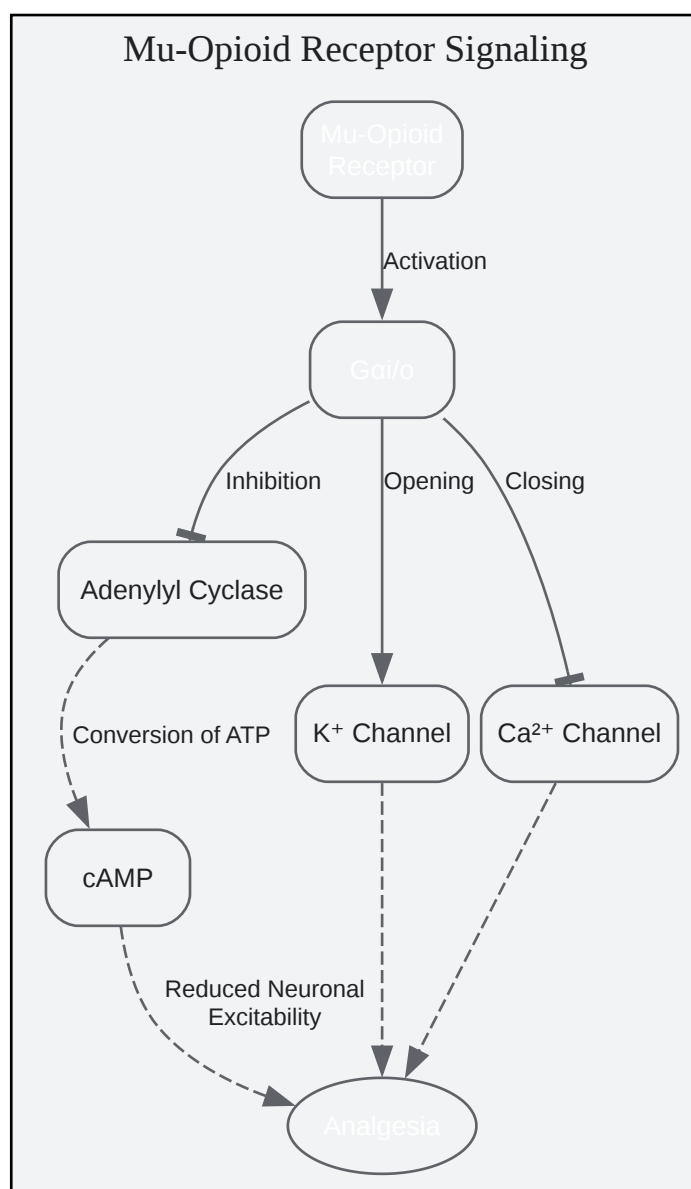 Mu-Opioid Receptor Signaling
Mu-Opioid
Receptor
Activation
Gαi/o
Inhibition
Opening
Closing
Adenylyl Cyclase
Conversion of ATP
K⁺ Channel
Ca²⁺ Channel
cAMP
Reduced Neuronal
Excitability
Analgesia